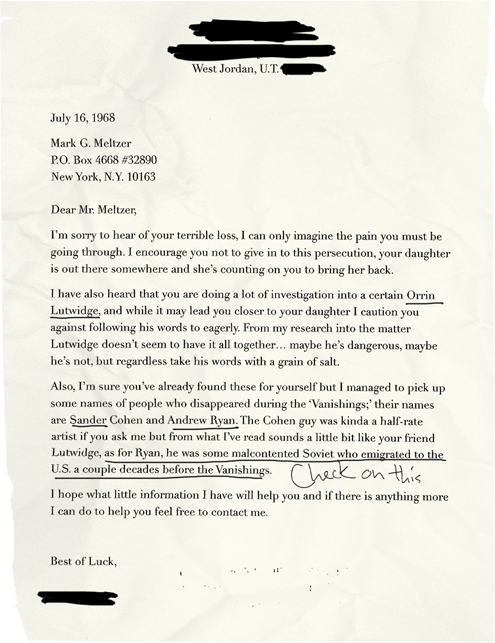 West Jordan, U.T.
July 16, 1968
Mark G. Meltzer
P.O. Box 4668 #32890
New York, N.Y. 10163
Dear Mr. Meltzer,
I’m sorry to hear of your terrible loss, I can only imagine the pain you must be
going through. I encourage you not to give in to this persecution, your daughter
is out there somewhere and she’s counting on you to bring her back.
I have also heard that you are doing a lot of investigation into a certain Orrin
Lutwidge, and while it may lead you closer to your daughter I caution you
against following his words to eagerly. From my research into the matter
Lutwidge doesn’t seem to have it all together… maybe he’s dangerous, maybe
he’s not, but regardless take his words with a grain of salt.
Also, I’m sure you’ve already found these for yourself but I managed to pick up
some names of people who disappeared during the ‘Vanishings;’ their names
are Sander Cohen and Andrew Ryan. The Cohen guy was kinda a half-rate
artist if you ask me but from what I’ve read sounds a little bit like your friend
Lutwidge, as for Ryan, he was some malcontented Soviet who emigrated to the
U.S. a couple decades before the Vanishings.
Check on this
I hope what little information I have will help you and if there is anything more
I can do to help you feel free to contact me.
Best of Luck,